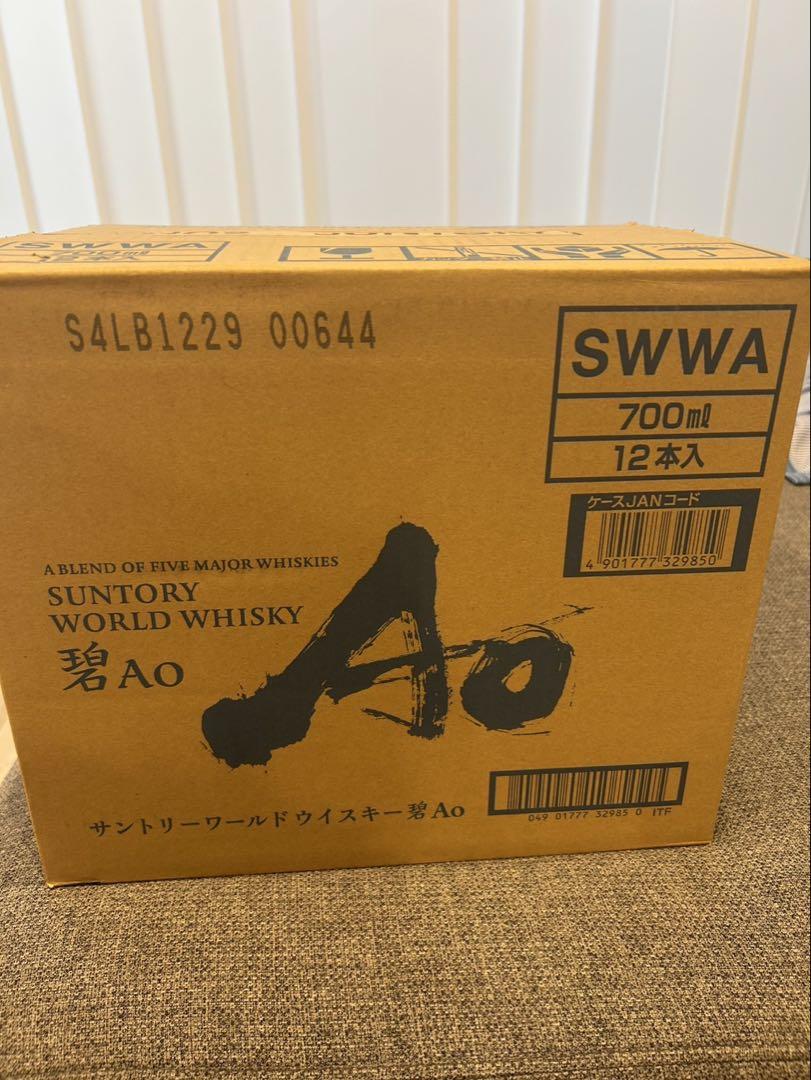 SWWA
S4LB1229 00644
SWWA
700ml
12本入
ケースJANコード
4 901777 329850
A BLEND OF FIVE MAJOR WHISKIES
SUNTORY
WORLD WHISKY
碧Ao
Ao
サントリーワールドウイスキー碧Ao
049 01777 32985 0 ITF